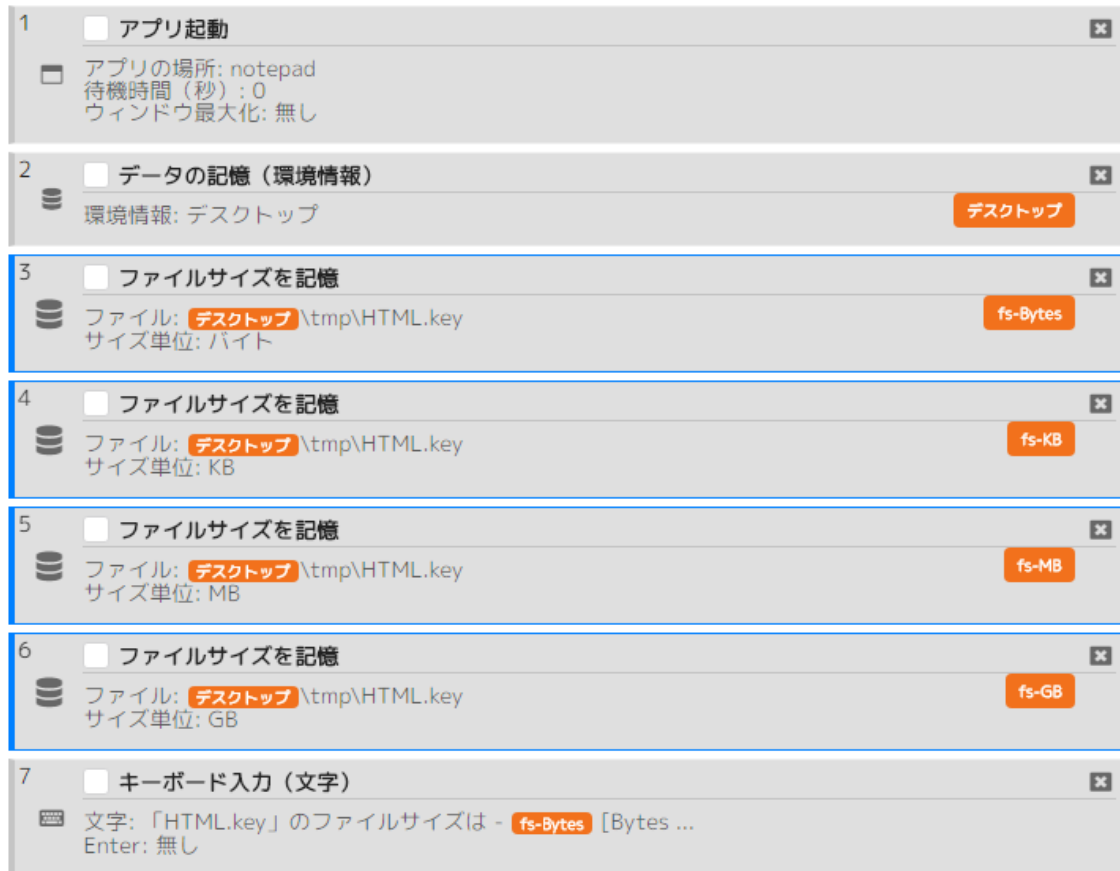 1
アプリ起動
アプリの場所: notepad
待機時間（秒）: 0
ウィンドウ最大化: 無し
2
データの記憶（環境情報）
環境情報: デスクトップ デスクトップ
3
ファイルサイズを記憶
ファイル: デスクトップ\tmp\HTML.key fs-Bytes
サイズ単位: バイト
4
ファイルサイズを記憶
ファイル: デスクトップ\tmp\HTML.key fs-KB
サイズ単位: KB
5
ファイルサイズを記憶
ファイル: デスクトップ\tmp\HTML.key fs-MB
サイズ単位: MB
6
ファイルサイズを記憶
ファイル: デスクトップ\tmp\HTML.key fs-GB
サイズ単位: GB
7
キーボード入力（文字）
文字: 「HTML.key」のファイルサイズは - fs-Bytes [Bytes ...
Enter: 無し